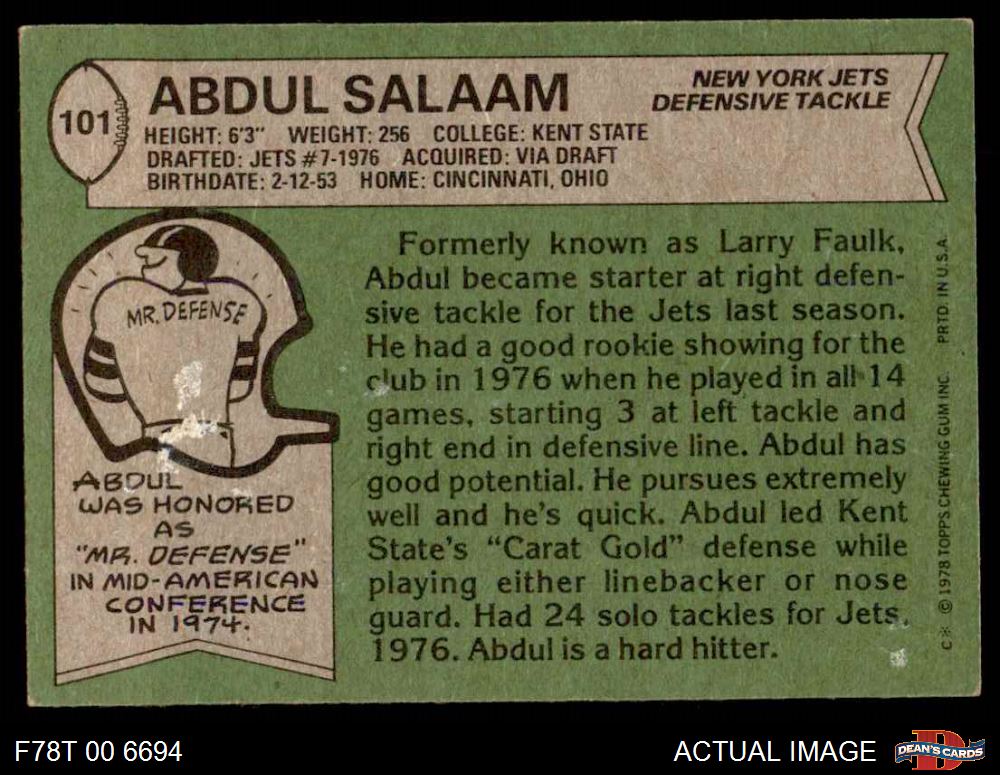 101
ABDUL SALAAM
NEW YORK JETS
DEFENSIVE TACKLE
HEIGHT: 6'3" WEIGHT: 256 COLLEGE: KENT STATE
DRAFTED: JETS #7-1976 ACQUIRED: VIA DRAFT
BIRTHDATE: 2-12-53 HOME: CINCINNATI, OHIO
MR. DEFENSE
ABDUL
WAS HONORED
AS
"MR. DEFENSE"
IN MID-AMERICAN
CONFERENCE
IN 1974.
Formerly known as Larry Faulk,
Abdul became starter at right defen-
sive tackle for the Jets last season.
He had a good rookie showing for the
club in 1976 when he played in all 14
games, starting 3 at left tackle and
right end in defensive line. Abdul has
good potential. He pursues extremely
well and he's quick. Abdul led Kent
State's "Carat Gold" defense while
playing either linebacker or nose
guard. Had 24 solo tackles for Jets,
1976. Abdul is a hard hitter.
C* © 1978 TOPPS CHEWING GUM INC. PRTD. IN U.S.A.
F78T 00 6694
ACTUAL IMAGE
D
DEAN'S CARDS